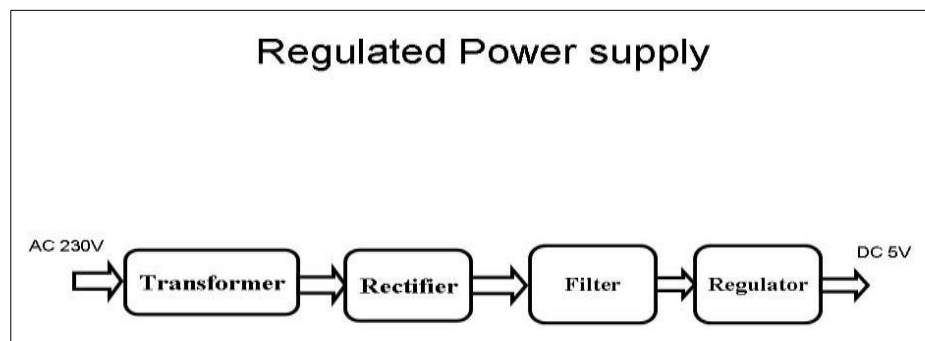 Regulated Power supply
AC 230V
DC 5V
Transformer
Rectifier
Filter
Regulator